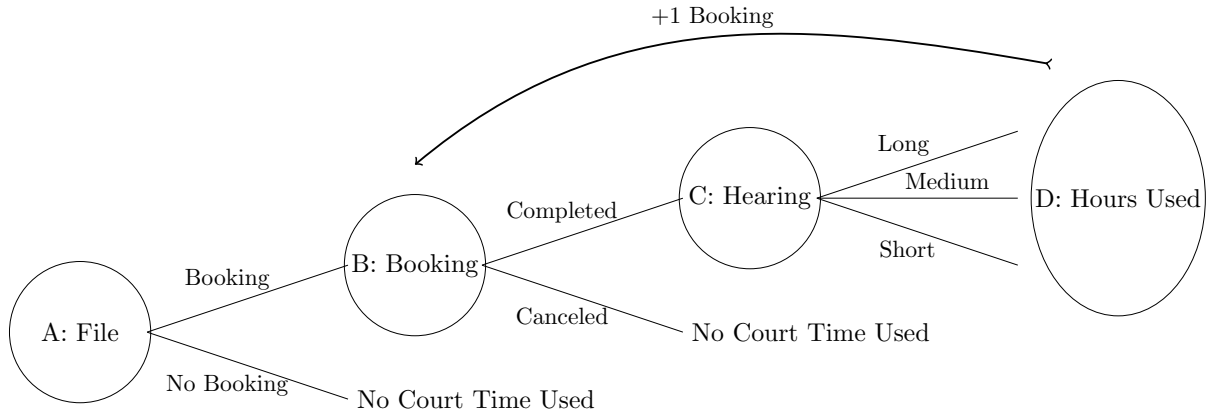 +1 Booking
Long
Medium
C: Hearing
D: Hours Used
Completed
Short
Booking
B: Booking
Canceled
A: File
No Court Time Used
No Booking
No Court Time Used